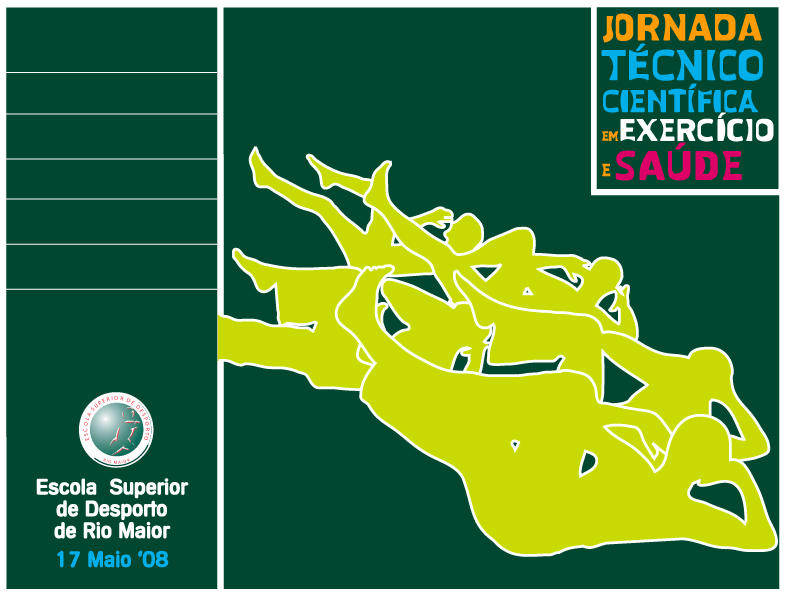 JORNADA
TÉCNICO
CIENTÍFICA
EM EXERCÍCIO
E SAÚDE
ESCOLA SUPERIOR DE DESPORTO
RIO MAIOR
Escola Superior
de Desporto
de Rio Maior
17 Maio '08